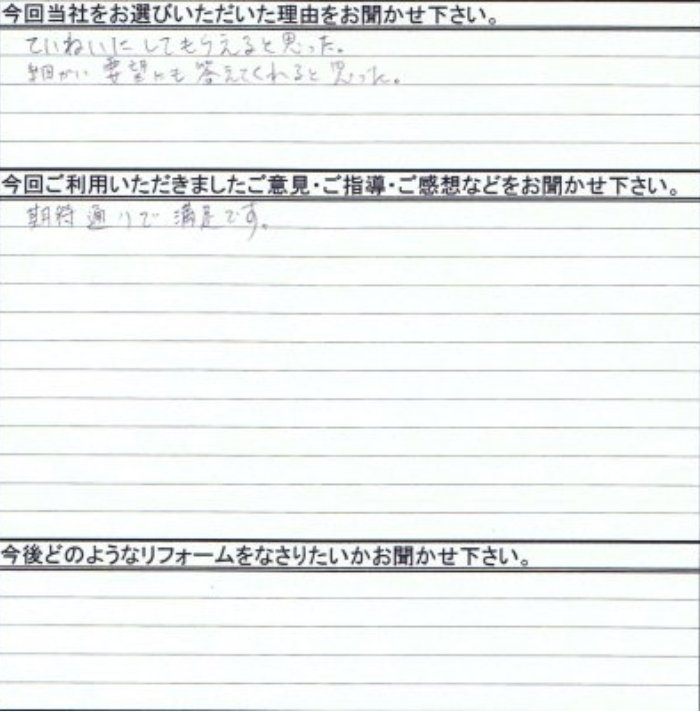 今回当社をお選びいただいた理由をお聞かせ下さい。
ていねいにしてもらえると思った。
細かい要望にも答えてくれると思った。
今回ご利用いただきましたご意見・ご指導・ご感想などをお聞かせ下さい。
期待通りで満足です。
今後どのようなリフォームをなさりたいかお聞かせ下さい。